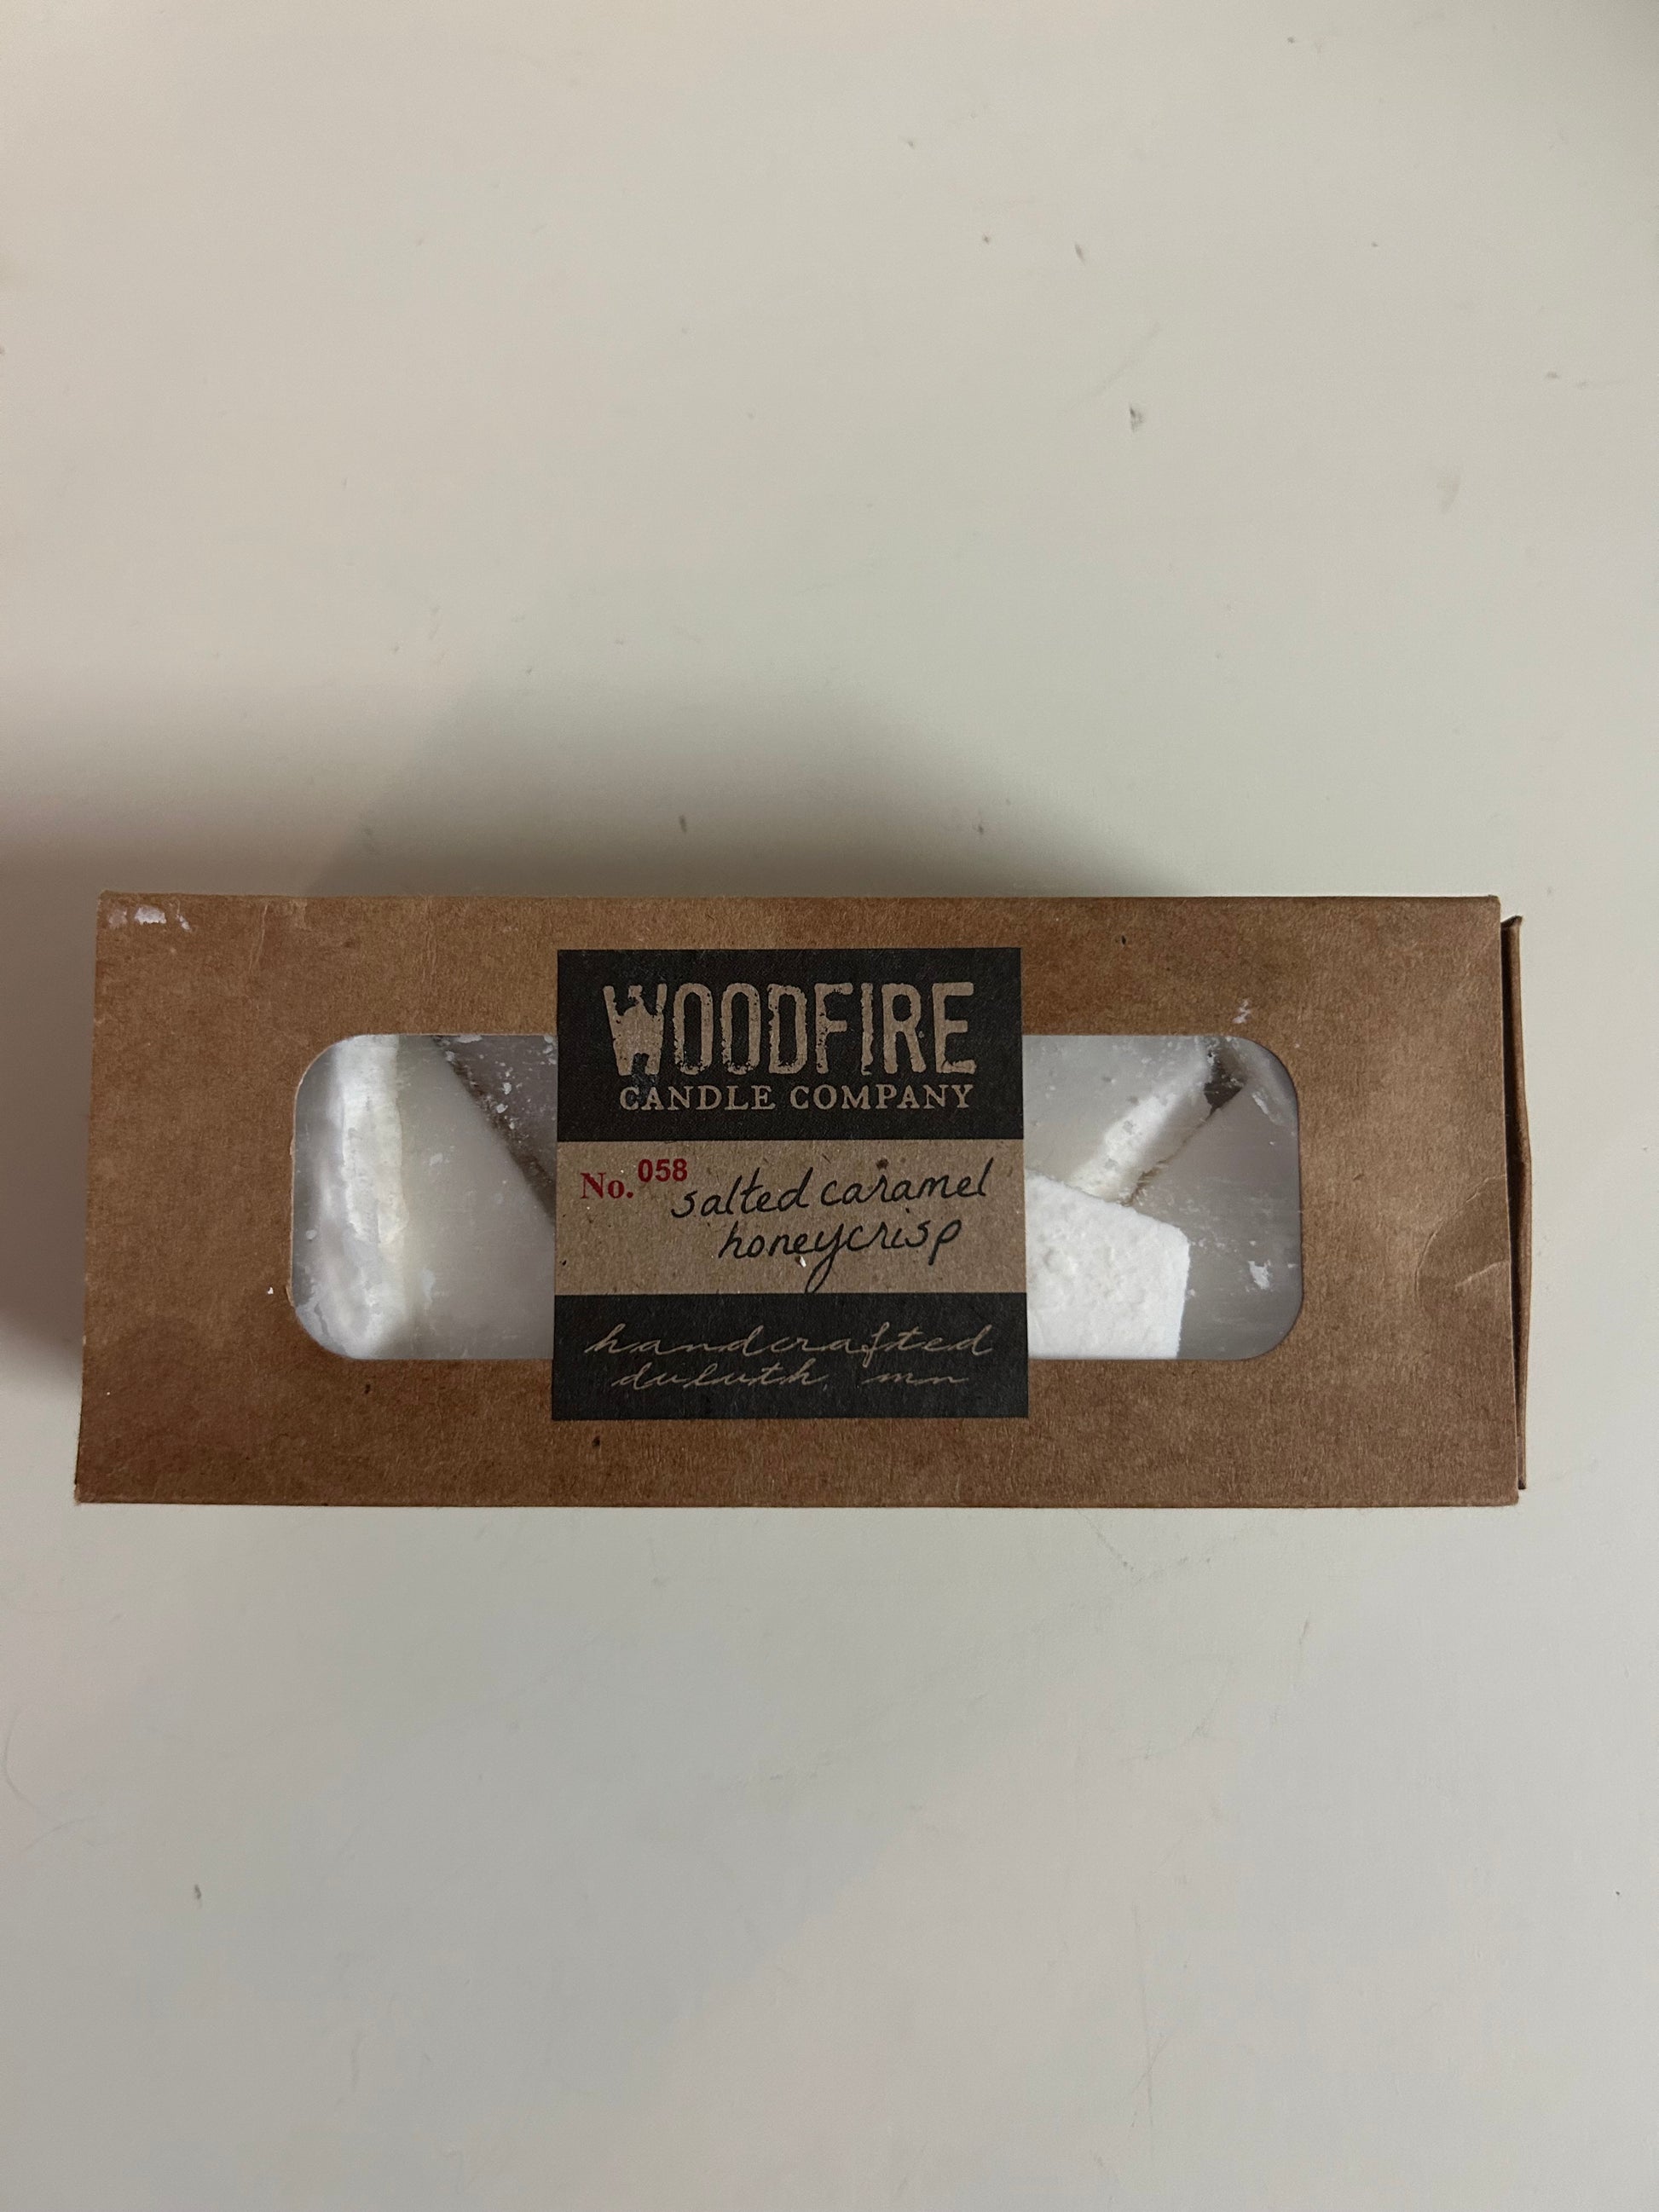 WOODFIRE
CANDLE COMPANY
No. 058 salted caramel
honeycrisp
handcrafted
duluth mn